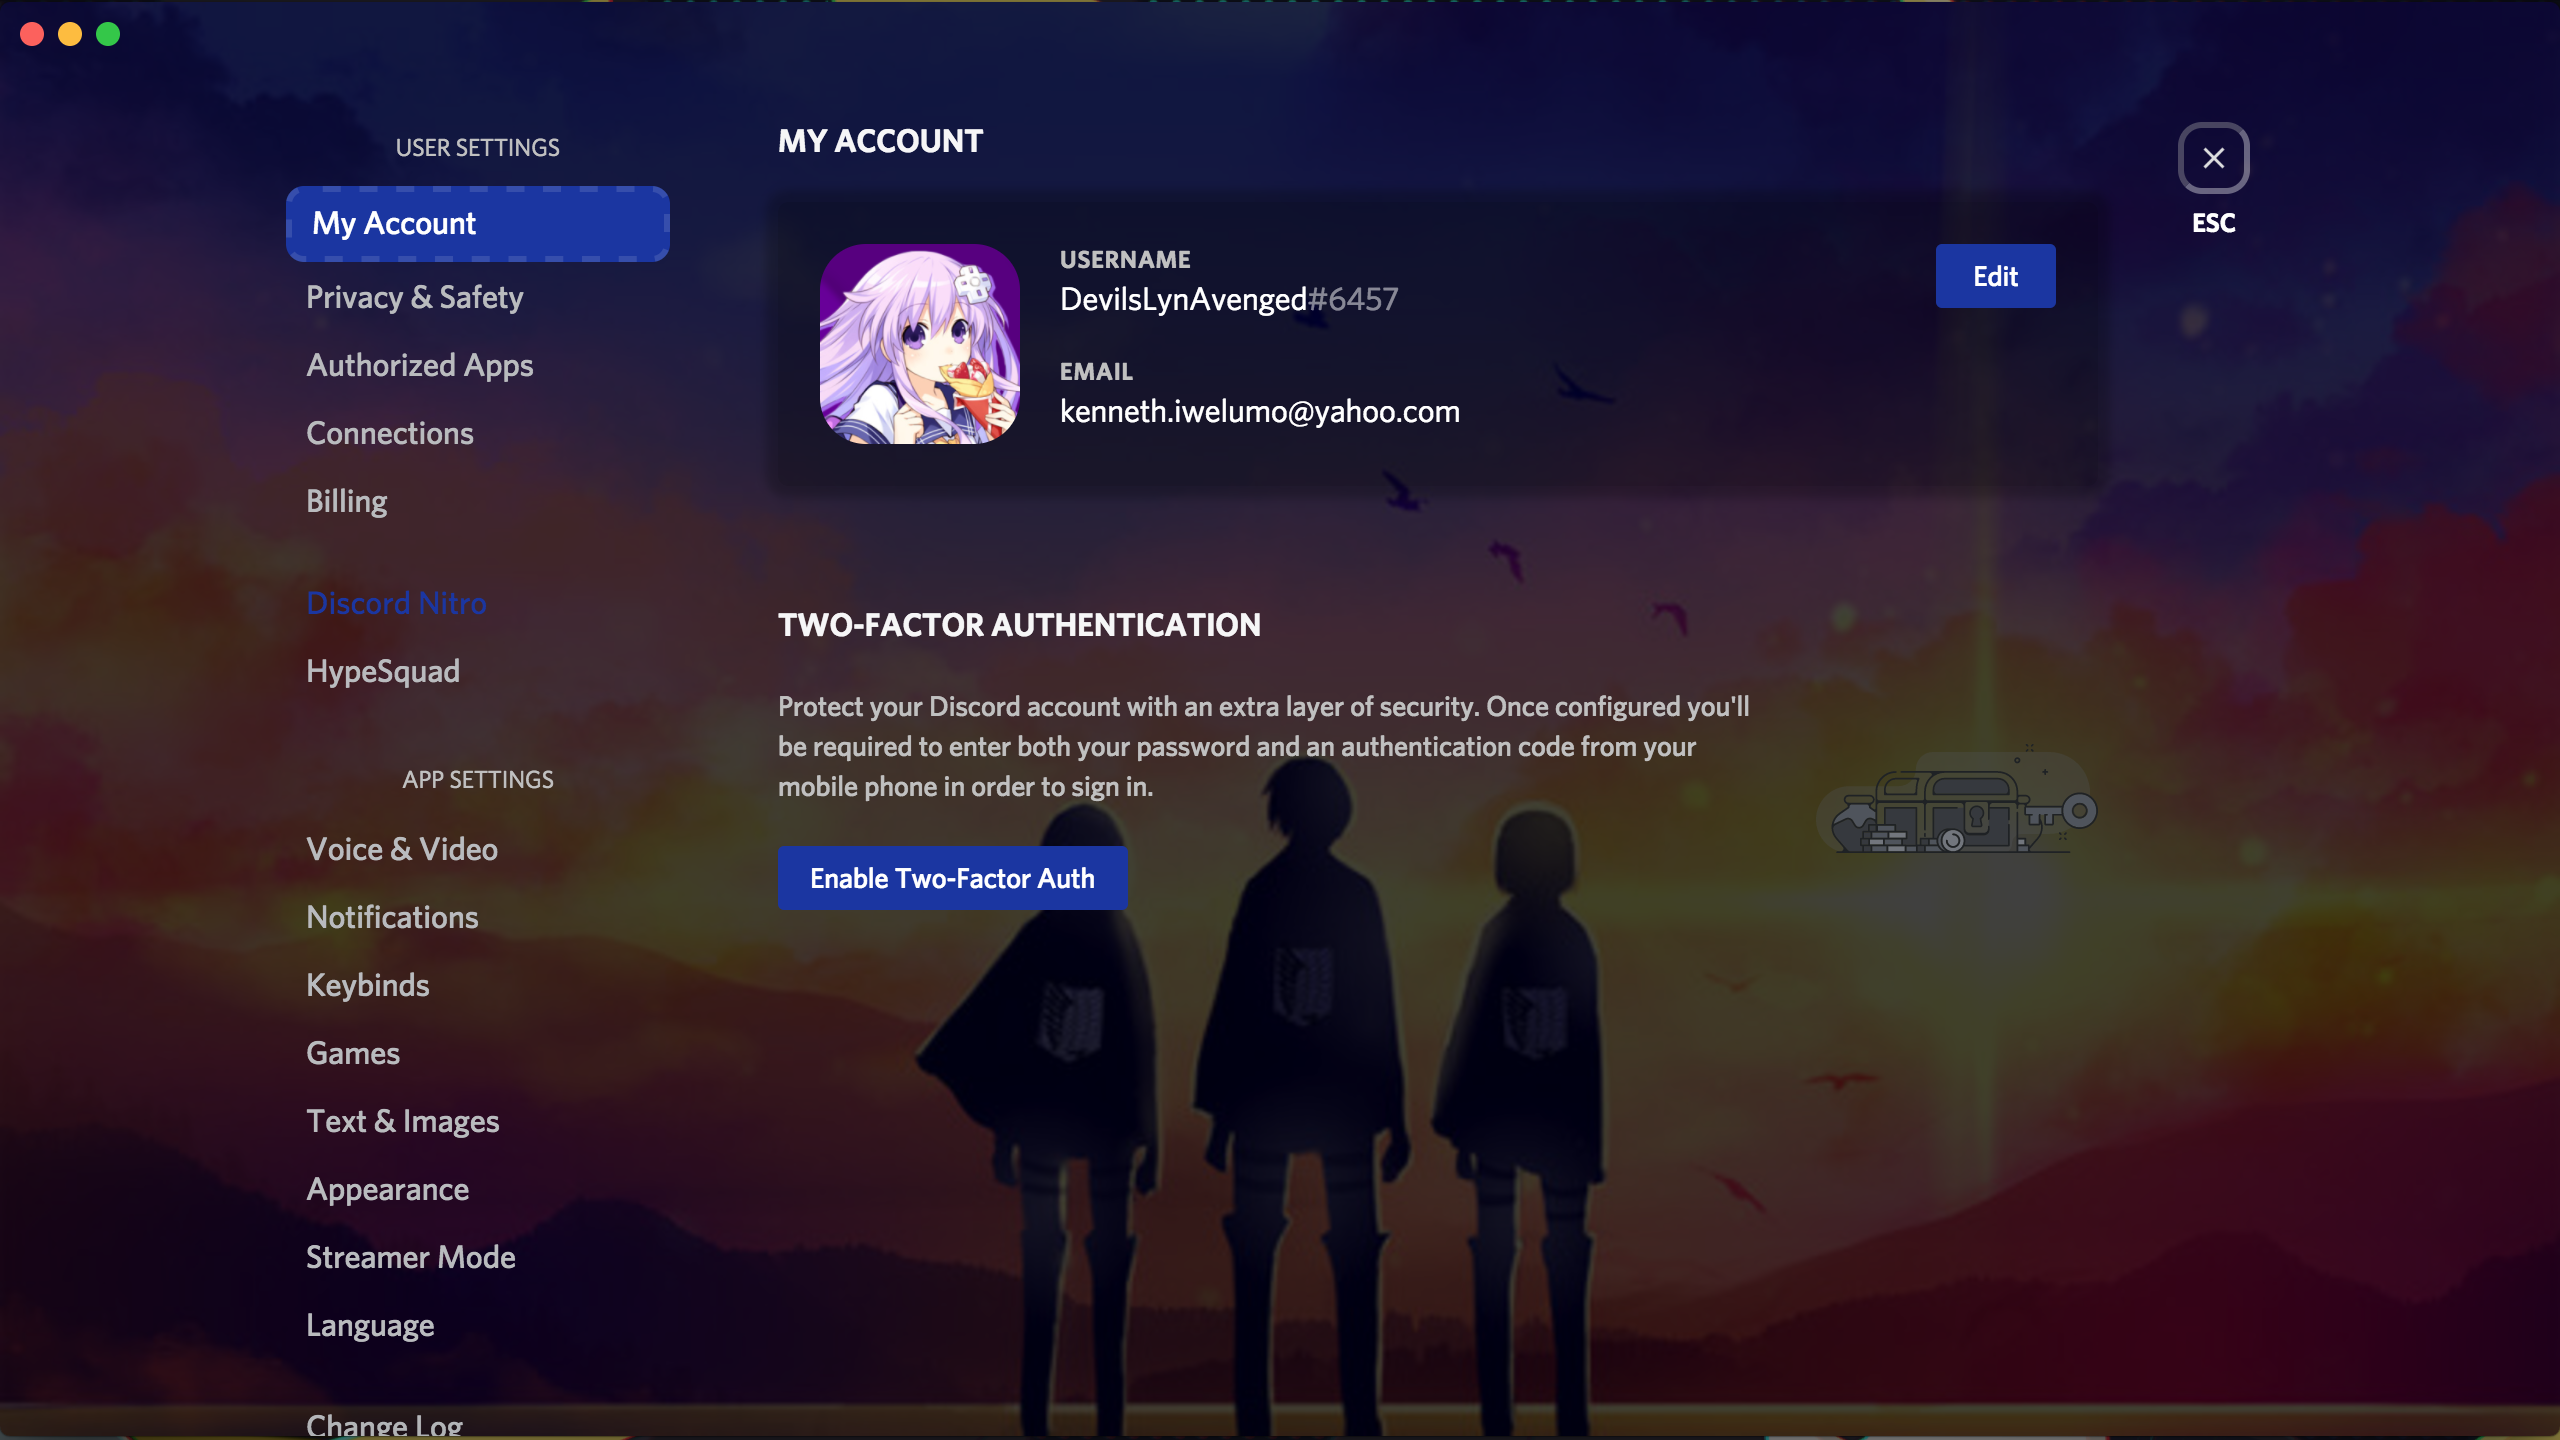 USER SETTINGS
My Account
Privacy & Safety
Authorized Apps
Connections
Billing
Discord Nitro
HypeSquad
APP SETTINGS
Voice & Video
Notifications
Keybinds
Games
Text & Images
Appearance
Streamer Mode
Language
Change Log
MY ACCOUNT
USERNAME
DevilsLynAvenged#6457
Edit
EMAIL
kenneth.iwelumo@yahoo.com
TWO-FACTOR AUTHENTICATION
Protect your Discord account with an extra layer of security. Once configured you'll
be required to enter both your password and an authentication code from your
mobile phone in order to sign in.
Enable Two-Factor Auth
ESC